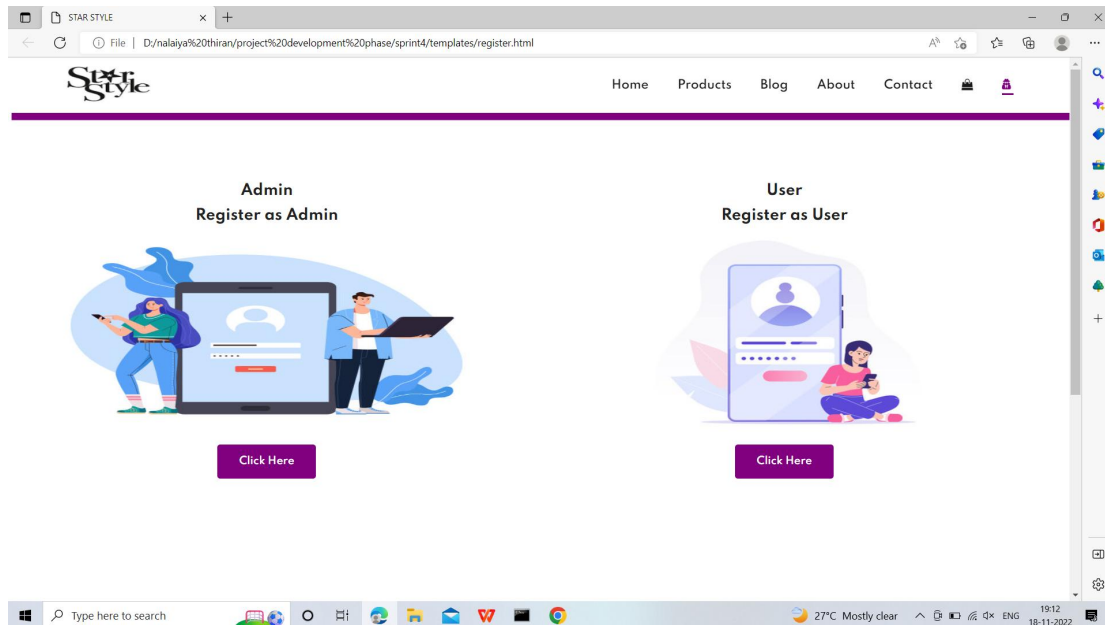 STAR STYLE
File | D:/nalaiya%20thiran/project%20development%20phase/sprint4/templates/register.html
Star Style
Home Products Blog About Contact
Admin
Register as Admin
User
Register as User
Click Here
Click Here
Type here to search
27°C Mostly clear
ENG
19:12
18-11-2022